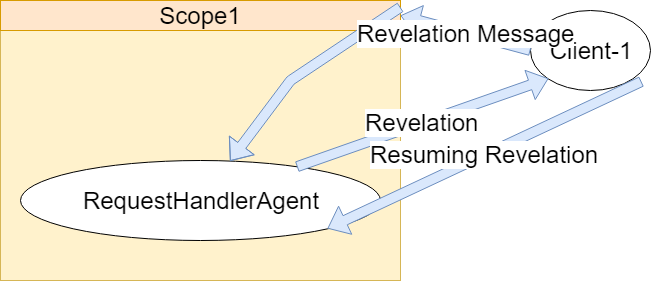 Scope1
Revelation Message
Client-1
Revelation
Resuming Revelation
RequestHandlerAgent